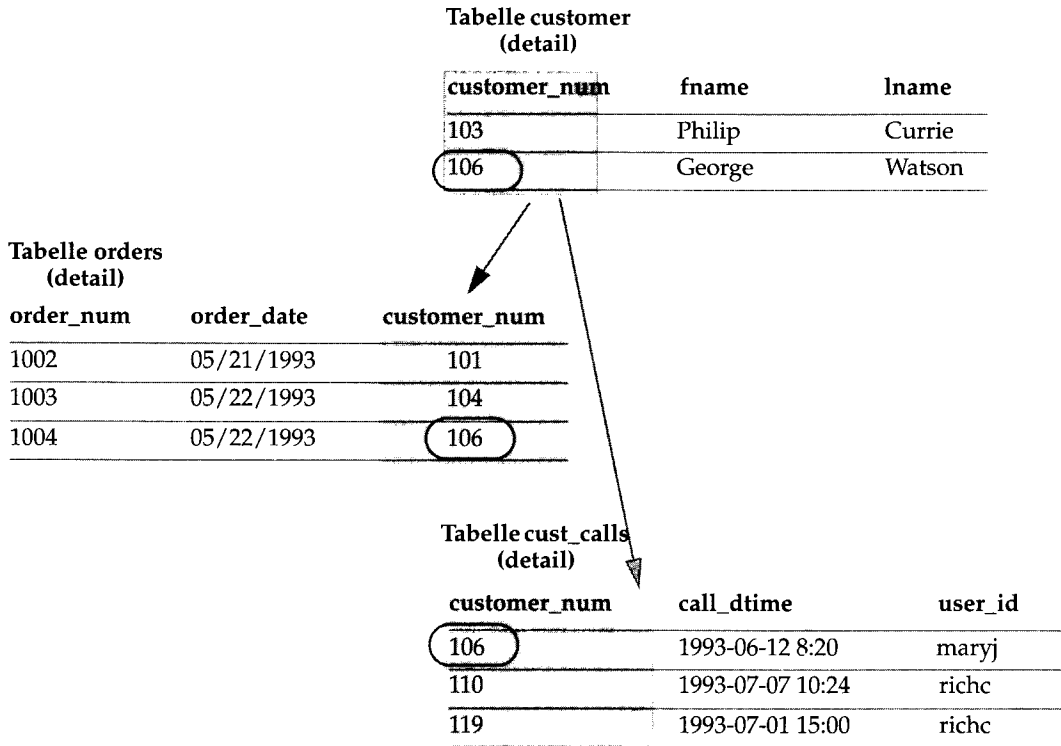 Tabelle customer
(detail)
customer_num fname lname
103 Philip Currie
106 George Watson
Tabelle orders
(detail)
order_num order_date customer_num
1002 05/21/1993 101
1003 05/22/1993 104
1004 05/22/1993 106
Tabelle cust_calls
(detail)
customer_num call_dtime user_id
106 1993-06-12 8:20 maryj
110 1993-07-07 10:24 richc
119 1993-07-01 15:00 richc